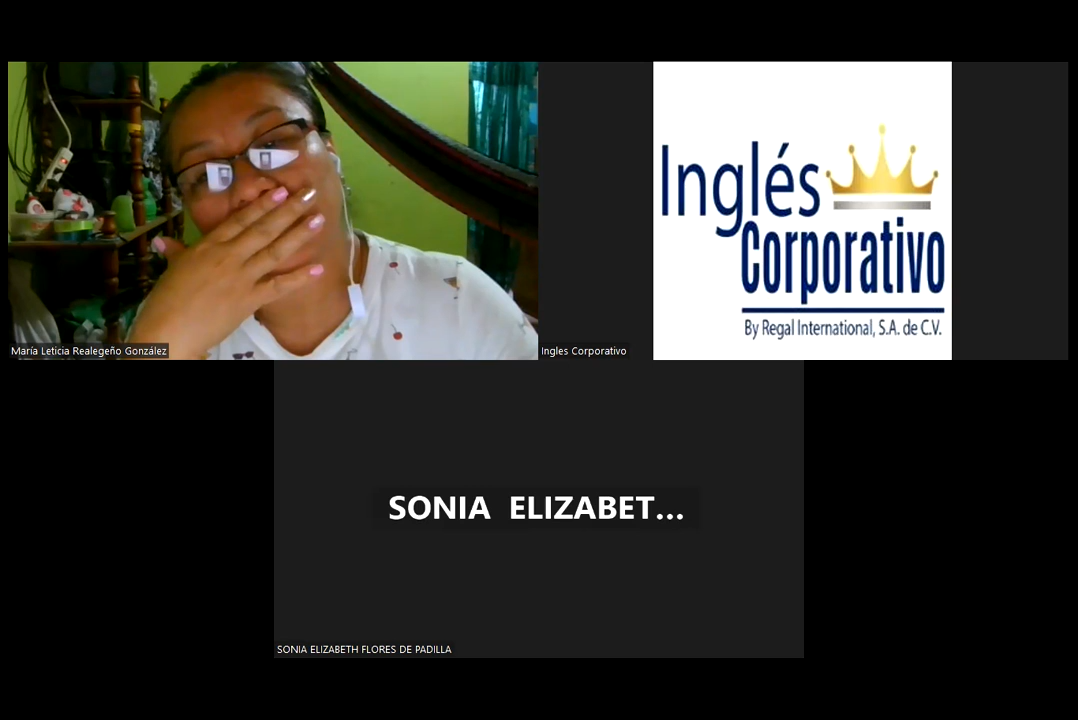 Inglés
Corporativo
By Regal International, S.A. de C.V.
María Leticia Realegeño González
Ingles Corporativo
SONIA ELIZABET...
SONIA ELIZABETH FLORES DE PADILLA